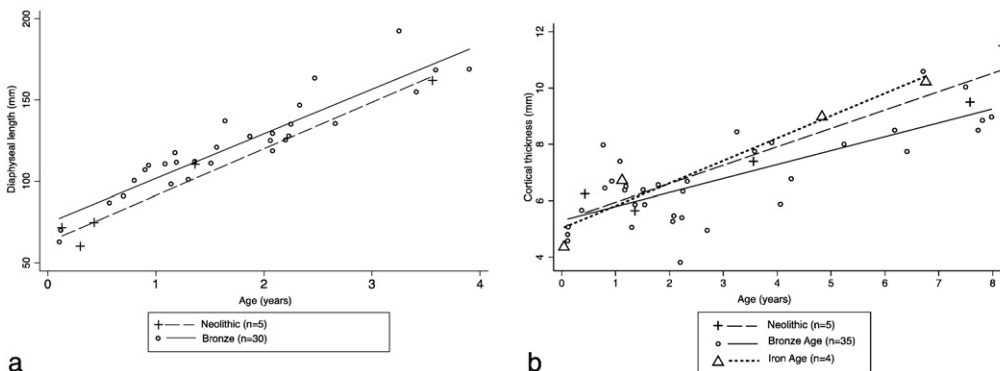 200
150
100
50
Diaphyseal length (mm)
0 1 2 3 4
Age (years)
Neolithic (n=5)
Bronze (n=30)
a
12
10
8
6
4
Cortical thickness (mm)
0 1 2 3 4 5 6 7 8
Age (years)
Neolithic (n=5)
Bronze Age (n=35)
Iron Age (n=4)
b